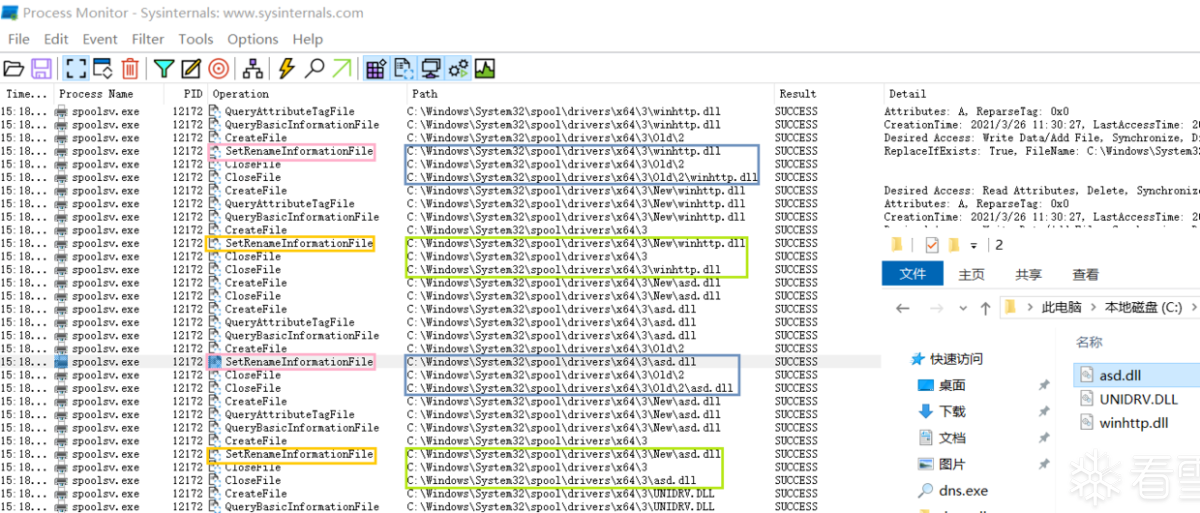 Process Monitor - Sysinternals: www.sysinternals.com
File Edit Event Filter Tools Options Help
Time... Process Name PID Operation Path Result Detail
15:18... spoolsv.exe 12172 QueryAttributeTagFile C:\Windows\System32\spool\drivers\x64\3\winhttp.dll SUCCESS Attributes: A, ReparseTag: 0x0
15:18... spoolsv.exe 12172 QueryBasicInformationFile C:\Windows\System32\spool\drivers\x64\3\winhttp.dll SUCCESS CreationTime: 2021/3/26 11:30:27, LastAccessTime: 20
15:18... spoolsv.exe 12172 CreateFile C:\Windows\System32\spool\drivers\x64\3\Old\2 SUCCESS Desired Access: Write Data/Add File, Synchronize, D
15:18... spoolsv.exe 12172 SetRenameInformationFile C:\Windows\System32\spool\drivers\x64\3\winhttp.dll SUCCESS ReplaceIfExists: True, FileName: C:\Windows\System32
15:18... spoolsv.exe 12172 CloseFile C:\Windows\System32\spool\drivers\x64\3\Old\2 SUCCESS
15:18... spoolsv.exe 12172 CloseFile C:\Windows\System32\spool\drivers\x64\3\Old\2\winhttp.dll SUCCESS
15:18... spoolsv.exe 12172 CreateFile C:\Windows\System32\spool\drivers\x64\3\New\winhttp.dll SUCCESS Desired Access: Read Attributes, Delete, Synchronize
15:18... spoolsv.exe 12172 QueryAttributeTagFile C:\Windows\System32\spool\drivers\x64\3\New\winhttp.dll SUCCESS Attributes: A, ReparseTag: 0x0
15:18... spoolsv.exe 12172 QueryBasicInformationFile C:\Windows\System32\spool\drivers\x64\3\New\winhttp.dll SUCCESS CreationTime: 2021/3/26 11:30:27, LastAccessTime: 20
15:18... spoolsv.exe 12172 CreateFile C:\Windows\System32\spool\drivers\x64\3 SUCCESS
15:18... spoolsv.exe 12172 SetRenameInformationFile C:\Windows\System32\spool\drivers\x64\3\New\winhttp.dll SUCCESS
15:18... spoolsv.exe 12172 CloseFile C:\Windows\System32\spool\drivers\x64\3 SUCCESS
15:18... spoolsv.exe 12172 CloseFile C:\Windows\System32\spool\drivers\x64\3\winhttp.dll SUCCESS
15:18... spoolsv.exe 12172 CreateFile C:\Windows\System32\spool\drivers\x64\3\New\asd.dll SUCCESS
15:18... spoolsv.exe 12172 CloseFile C:\Windows\System32\spool\drivers\x64\3\New\asd.dll SUCCESS
15:18... spoolsv.exe 12172 CreateFile C:\Windows\System32\spool\drivers\x64\3\asd.dll SUCCESS
15:18... spoolsv.exe 12172 QueryAttributeTagFile C:\Windows\System32\spool\drivers\x64\3\asd.dll SUCCESS
15:18... spoolsv.exe 12172 QueryBasicInformationFile C:\Windows\System32\spool\drivers\x64\3\asd.dll SUCCESS
15:18... spoolsv.exe 12172 CreateFile C:\Windows\System32\spool\drivers\x64\3\Old\2 SUCCESS
15:18... spoolsv.exe 12172 SetRenameInformationFile C:\Windows\System32\spool\drivers\x64\3\asd.dll SUCCESS
15:18... spoolsv.exe 12172 CloseFile C:\Windows\System32\spool\drivers\x64\3\Old\2 SUCCESS
15:18... spoolsv.exe 12172 CloseFile C:\Windows\System32\spool\drivers\x64\3\Old\2\asd.dll SUCCESS
15:18... spoolsv.exe 12172 CreateFile C:\Windows\System32\spool\drivers\x64\3\New\asd.dll SUCCESS
15:18... spoolsv.exe 12172 QueryAttributeTagFile C:\Windows\System32\spool\drivers\x64\3\New\asd.dll SUCCESS
15:18... spoolsv.exe 12172 QueryBasicInformationFile C:\Windows\System32\spool\drivers\x64\3\New\asd.dll SUCCESS
15:18... spoolsv.exe 12172 CreateFile C:\Windows\System32\spool\drivers\x64\3 SUCCESS
15:18... spoolsv.exe 12172 SetRenameInformationFile C:\Windows\System32\spool\drivers\x64\3\New\asd.dll SUCCESS
15:18... spoolsv.exe 12172 CloseFile C:\Windows\System32\spool\drivers\x64\3 SUCCESS
15:18... spoolsv.exe 12172 CloseFile C:\Windows\System32\spool\drivers\x64\3\asd.dll SUCCESS
15:18... spoolsv.exe 12172 CreateFile C:\Windows\System32\spool\drivers\x64\3\UNIDRV.DLL SUCCESS
15:18... spoolsv.exe 12172 CreateFile C:\Windows\System32\spool\drivers\x64\3\UNIDRV.DLL SUCCESS
2
文件 主页 共享 查看
此电脑 本地磁盘 (C:)
名称
快速访问
桌面
下载
文档
图片
dns.exe
asd.dll
UNIDRV.DLL
winhttp.dll
看雪